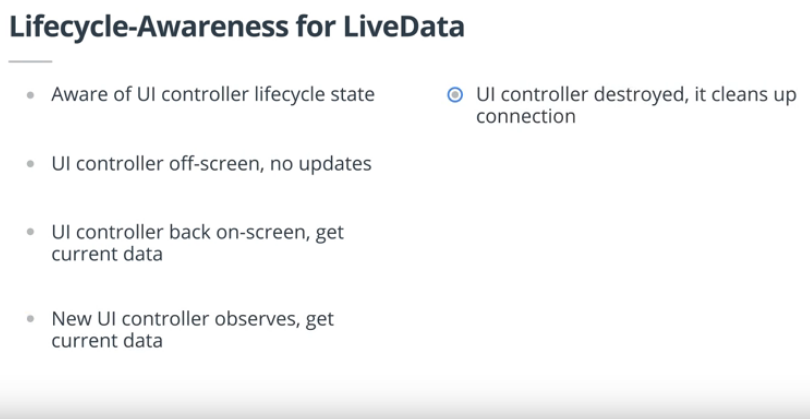 Lifecycle-Awareness for LiveData
Aware of UI controller lifecycle state
UI controller off-screen, no updates
UI controller back on-screen, get
current data
New UI controller observes, get
current data
UI controller destroyed, it cleans up
connection